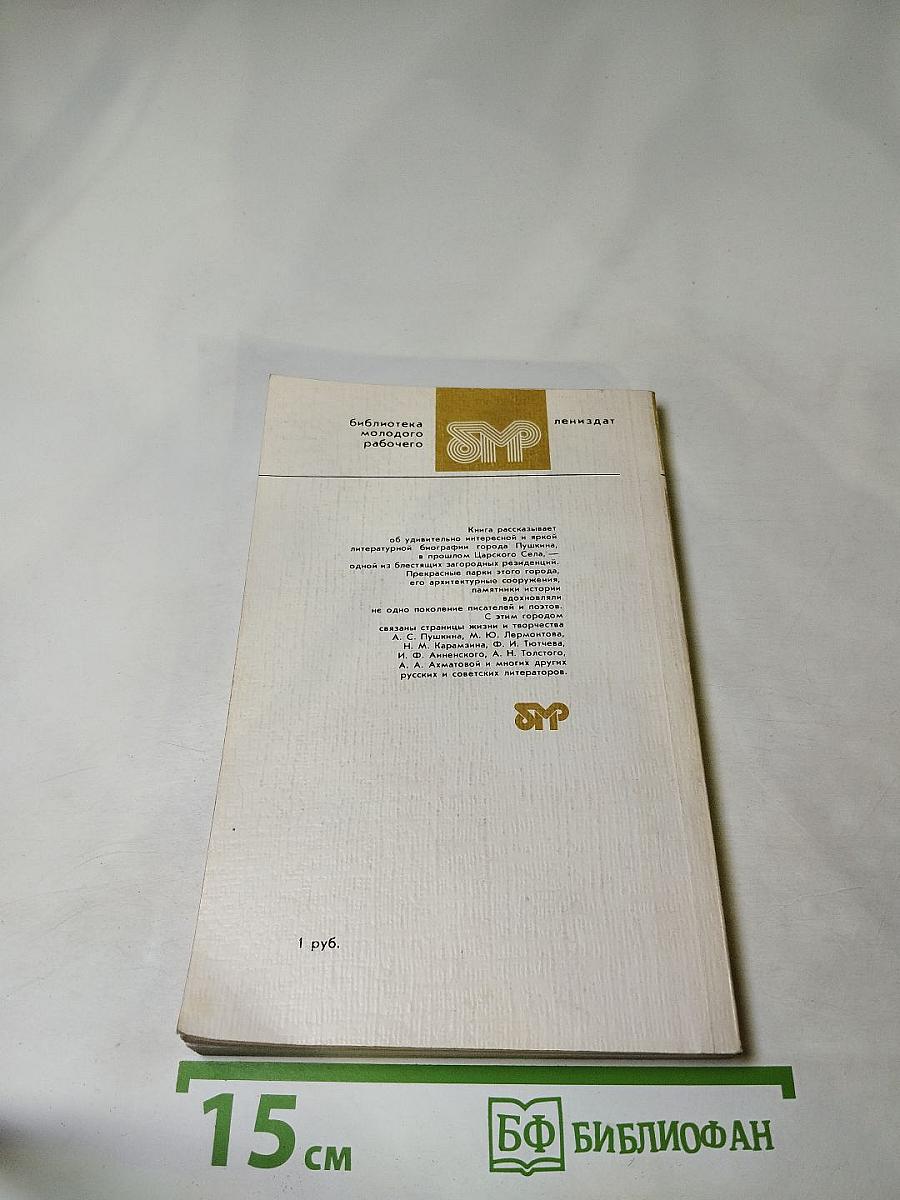 библиотека
молодого
рабочего
бмр
лениздат
Книга рассказывает
об удивительно интересной и яркой
литературной биографии города Пушкина,
в прошлом Царского Села, —
одной из блестящих загородных резиденций.
Прекрасные парки этого города,
его архитектурные сооружения,
памятники истории
вдохновляли
не одно поколение писателей и поэтов.
С этим городом
связаны страницы жизни и творчества
А. С. Пушкина, М. Ю. Лермонтова,
Н. М. Карамзина, Ф. И. Тютчева,
И. Ф. Анненского, А. Н. Толстого,
А. А. Ахматовой и многих других
русских и советских литераторов.
бмр
1 руб.
15 см
БФ БИБЛИОФАН